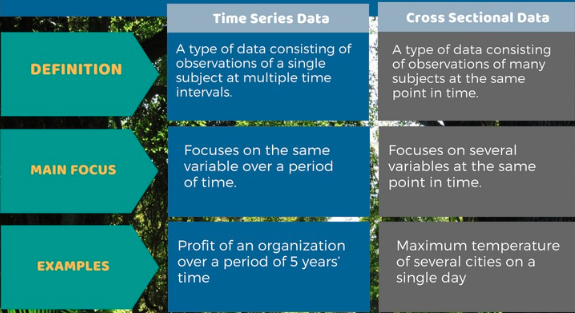 Time Series Data
Cross Sectional Data
DEFINITION
A type of data consisting of
observations of a single
subject at multiple time
intervals.
A type of data consisting
of observations of many
subjects at the same
point in time.
MAIN FOCUS
Focuses on the same
variable over a period
of time.
Focuses on several
variables at the same
point in time.
EXAMPLES
Profit of an organization
over a period of 5 years'
time
Maximum temperature
of several cities on a
single day